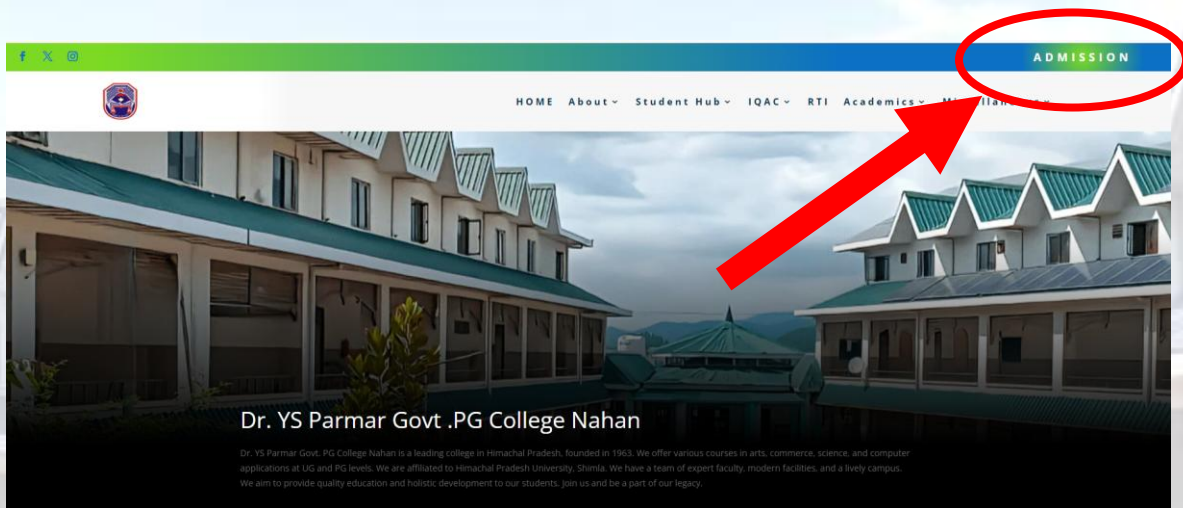 ADMISSION
HOME About Student Hub IQAC RTI Academics
Dr. YS Parmar Govt .PG College Nahan
Dr. YS Parmar Govt. PG College Nahan is a leading college in Himachal Pradesh, founded in 1963. We offer various courses in arts, commerce, science, and computer
applications at UG and PG levels. We are affiliated to Himachal Pradesh University, Shimla. We have a team of expert faculty, modern facilities, and a lively campus.
We aim to provide quality education and holistic development to our students. Join us and be a part of our legacy.